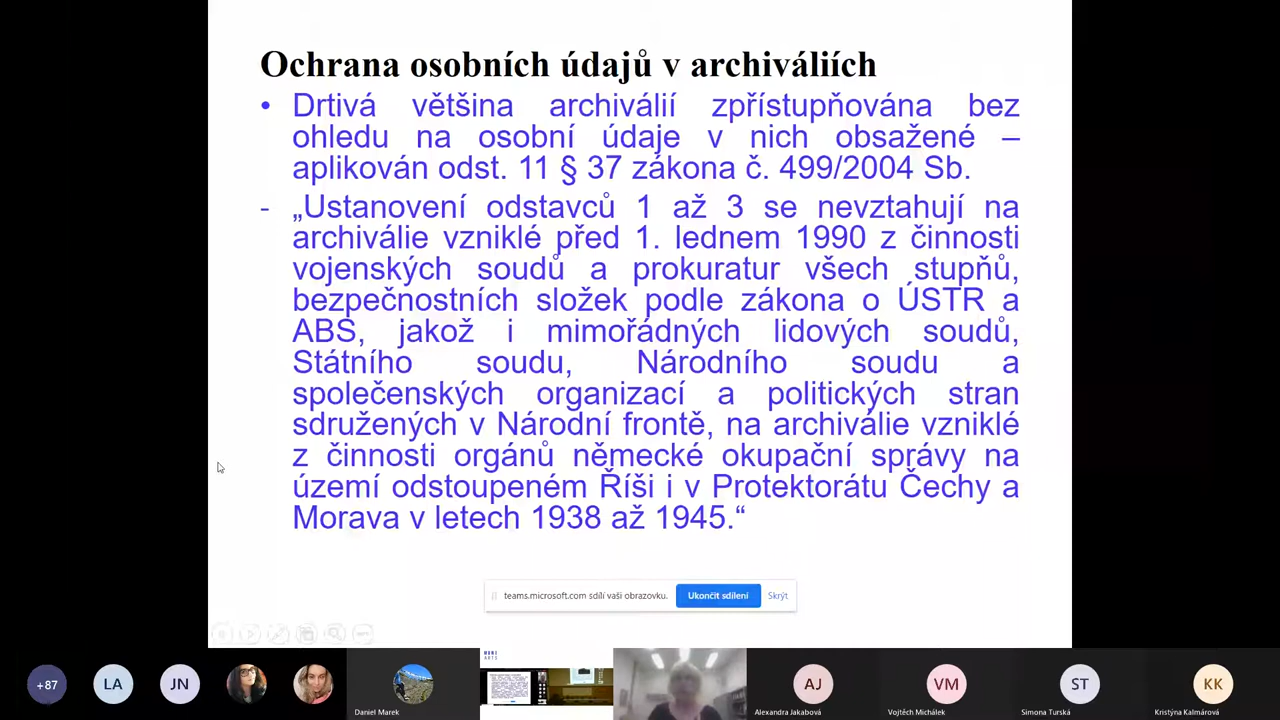 Ochrana osobních údajů v archiváliích
• Drtivá většina archiválií zpřístupňována bez
ohledu na osobní údaje v nich obsažené –
aplikován odst. 11 § 37 zákona č. 499/2004 Sb.
- „Ustanovení odstavců 1 až 3 se nevztahují na
archiválie vzniklé před 1. lednem 1990 z činnosti
vojenských soudů a prokuratur všech stupňů,
bezpečnostních složek podle zákona o ÚSTR a
ABS, jakož i mimořádných lidových soudů,
Státního soudu, Národního soudu a
společenských organizací a politických stran
sdružených v Národní frontě, na archiválie vzniklé
z činnosti orgánů německé okupační správy na
území odstoupeném Říši i v Protektorátu Čechy a
Morava v letech 1938 až 1945.“
teams.microsoft.com sdílí vaši obrazovku. Ukončit sdílení Skrýt
MUNI
ARTS
+87 LA JN AJ VM ST KK
Daniel Marek Alexandra Jakabová Vojtěch Michálek Simona Turská Kristýna Kalmárová